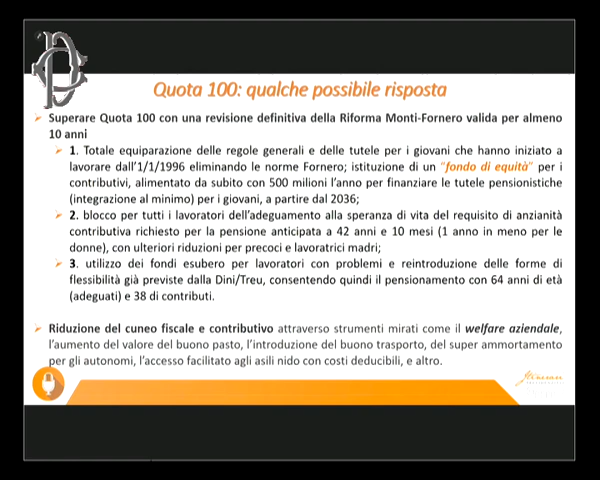 Quota 100: qualche possibile risposta
Superare Quota 100 con una revisione definitiva della Riforma Monti-Fornero valida per almeno
10 anni
1. Totale equiparazione delle regole generali e delle tutele per i giovani che hanno iniziato a
lavorare dall'1/1/1996 eliminando le norme Fornero; istituzione di un "fondo di equità" per i
contributivi, alimentato da subito con 500 milioni l'anno per finanziare le tutele pensionistiche
(integrazione al minimo) per i giovani, a partire dal 2036;
2. blocco per tutti i lavoratori dell'adeguamento alla speranza di vita del requisito di anzianità
contributiva richiesto per la pensione anticipata a 42 anni e 10 mesi (1 anno in meno per le
donne), con ulteriori riduzioni per precoci e lavoratrici madri;
3. utilizzo dei fondi esubero per lavoratori con problemi e reintroduzione delle forme di
flessibilità già previste dalla Dini/Treu, consentendo quindi il pensionamento con 64 anni di età
(adeguati) e 38 di contributi.
Riduzione del cuneo fiscale e contributivo attraverso strumenti mirati come il welfare aziendale,
l'aumento del valore del buono pasto, l'introduzione del buono trasporto, del super ammortamento
per gli autonomi, l'accesso facilitato agli asili nido con costi deducibili, e altro.